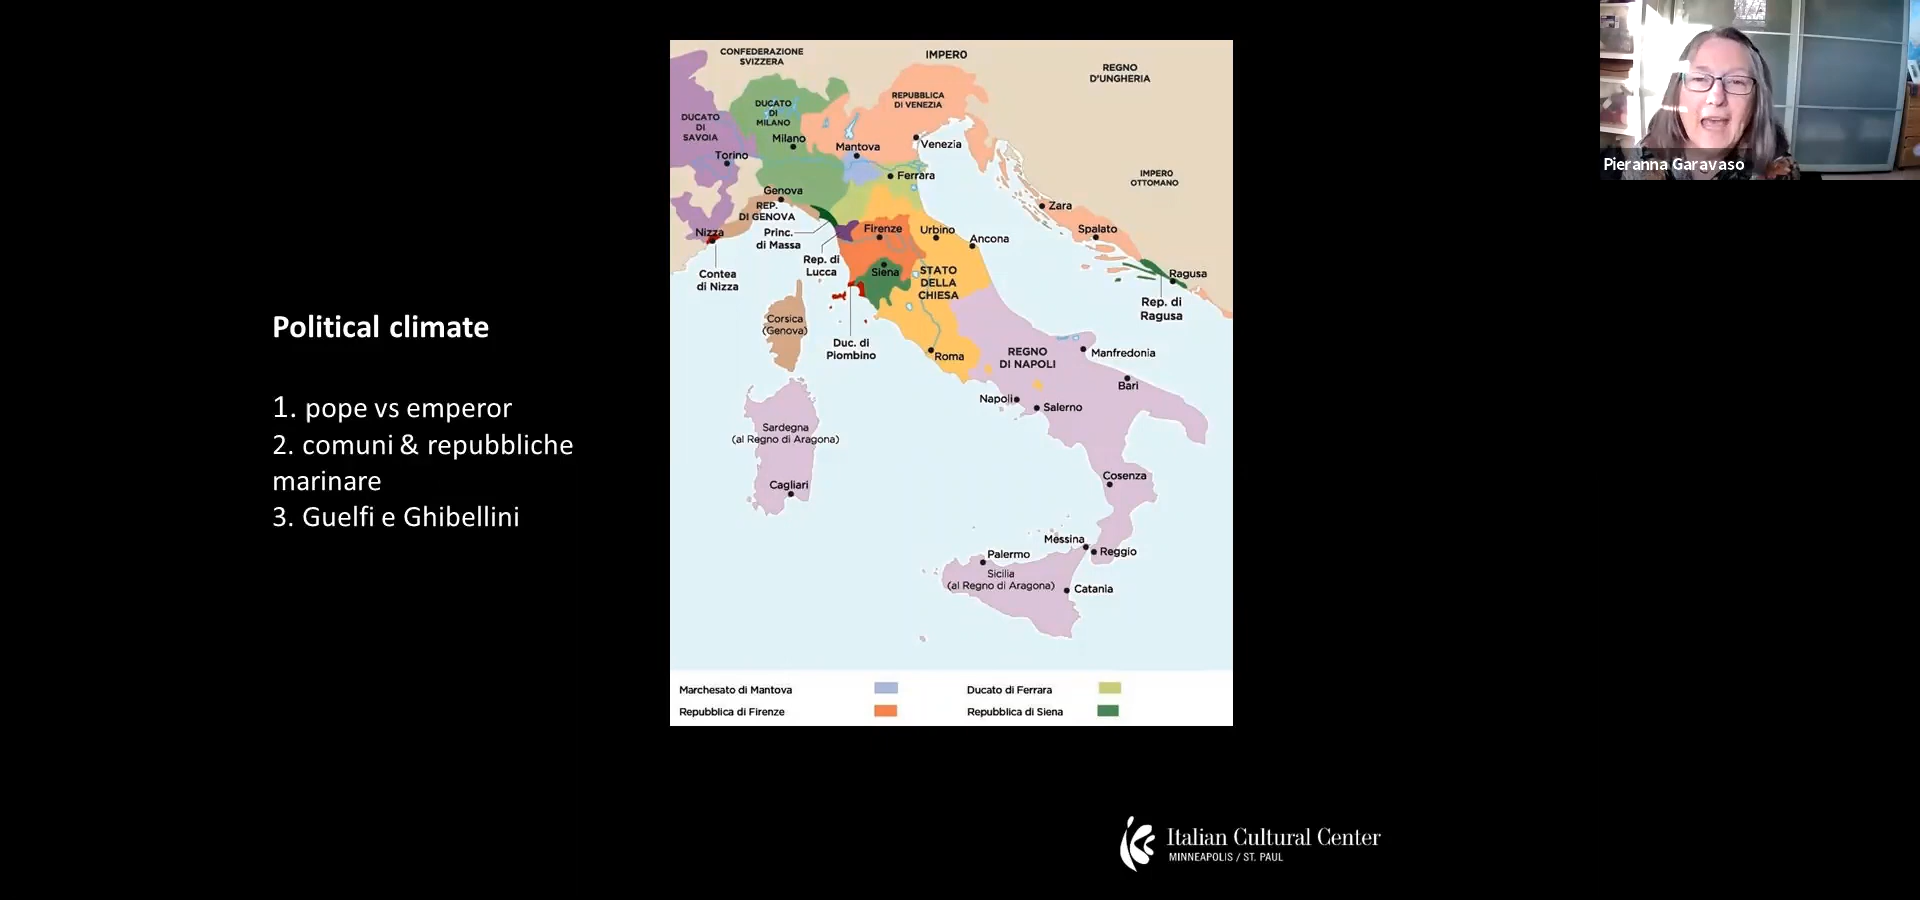 Political climate
1. pope vs emperor
2. comuni & repubbliche
marinare
3. Guelfi e Ghibellini
CONFEDERAZIONE
SVIZZERA
IMPERO
REGNO
D'UNGHERIA
REPUBBLICA
DI VENEZIA
DUCATO
DI
MILANO
DUCATO
DI
SAVOIA
Milano
Mantova
Venezia
Torino
Ferrara
IMPERO
OTTOMANO
Genova
REP.
DI GENOVA
Zara
Nizza
Princ.
di Massa
Firenze
Urbino
Ancona
Spalato
Rep. di
Lucca
Siena
STATO
DELLA
CHIESA
Contea
di Nizza
Ragusa
Rep. di
Ragusa
Corsica
(Genova)
Duc. di
Piombino
Roma
REGNO
DI NAPOLI
Manfredonia
Bari
Napoli
Salerno
Sardegna
(al Regno di Aragona)
Cagliari
Cosenza
Messina
Reggio
Palermo
Sicilia
(al Regno di Aragona)
Catania
Marchesato di Mantova
Ducato di Ferrara
Repubblica di Firenze
Repubblica di Siena
Pieranna Garavaso
Italian Cultural Center
MINNEAPOLIS / ST. PAUL